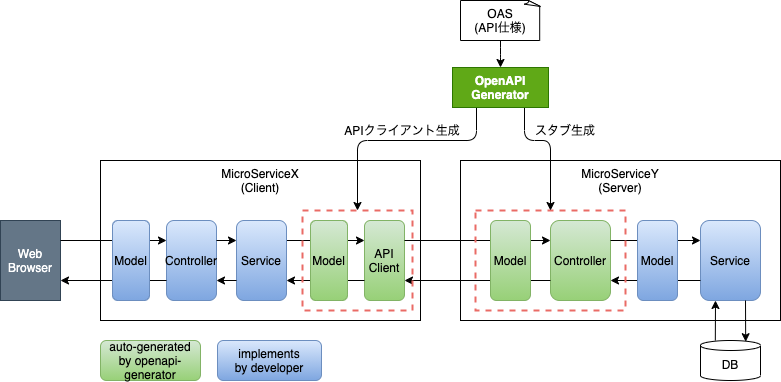 OAS
(API仕様)
OpenAPI
Generator
APIクライアント生成
スタブ生成
MicroServiceX
(Client)
MicroServiceY
(Server)
Web
Browser
Model
Controller
Service
Model
API
Client
Model
Controller
Model
Service
DB
auto-generated
by openapi-
generator
implements
by developer